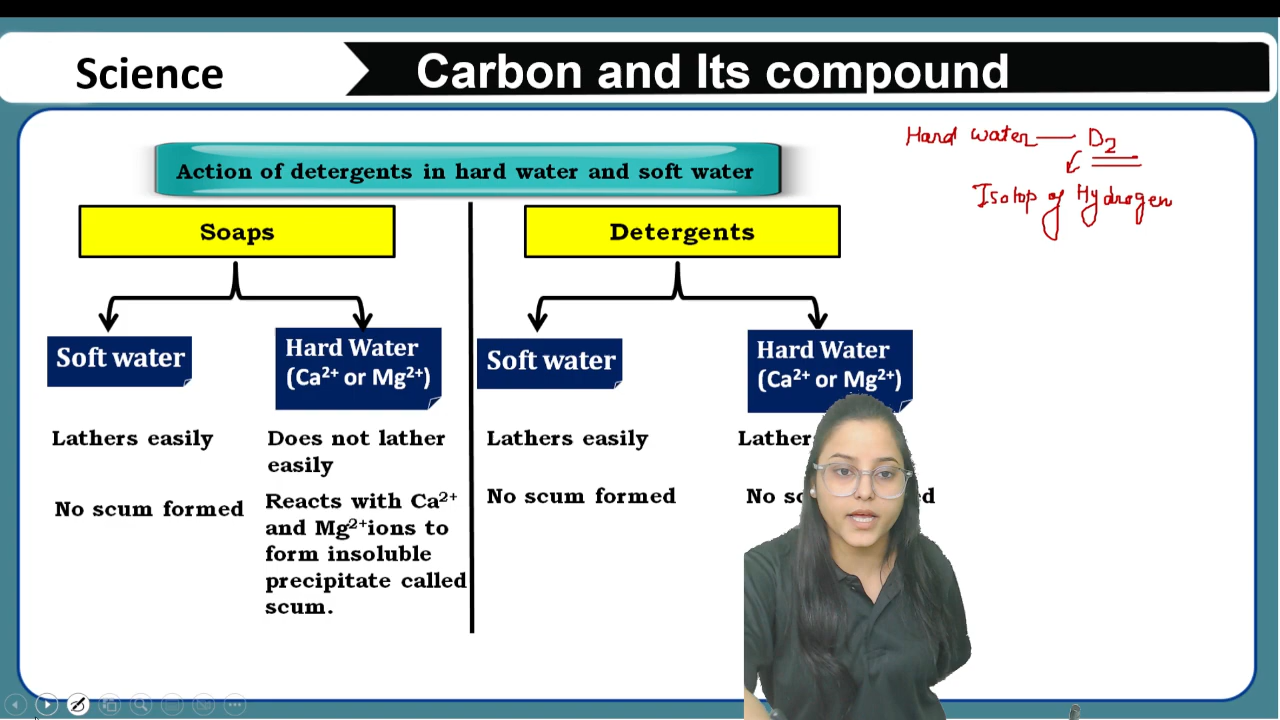 Science
Carbon and Its compound
Hard water — D2
Isotop of Hydrogen
Action of detergents in hard water and soft water
Soaps
Detergents
Soft water
Hard Water
(Ca²⁺ or Mg²⁺)
Soft water
Hard Water
(Ca²⁺ or Mg²⁺)
Lathers easily
Does not lather
easily
Lathers easily
Lather
No scum formed
Reacts with Ca²⁺
and Mg²⁺ions to
form insoluble
precipitate called
scum.
No scum formed
No